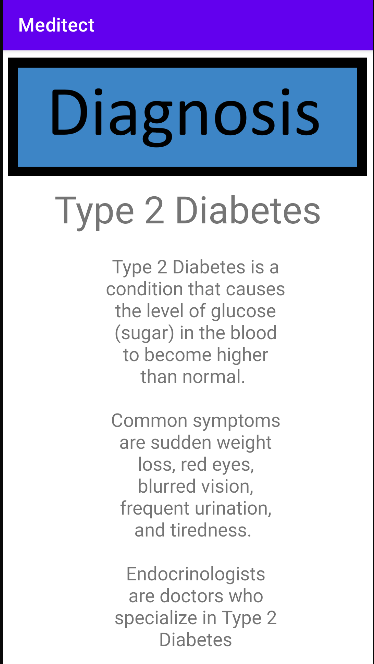 Meditect
Diagnosis
Type 2 Diabetes
Type 2 Diabetes is a
condition that causes
the level of glucose
(sugar) in the blood
to become higher
than normal.
Common symptoms
are sudden weight
loss, red eyes,
blurred vision,
frequent urination,
and tiredness.
Endocrinologists
are doctors who
specialize in Type 2
Diabetes